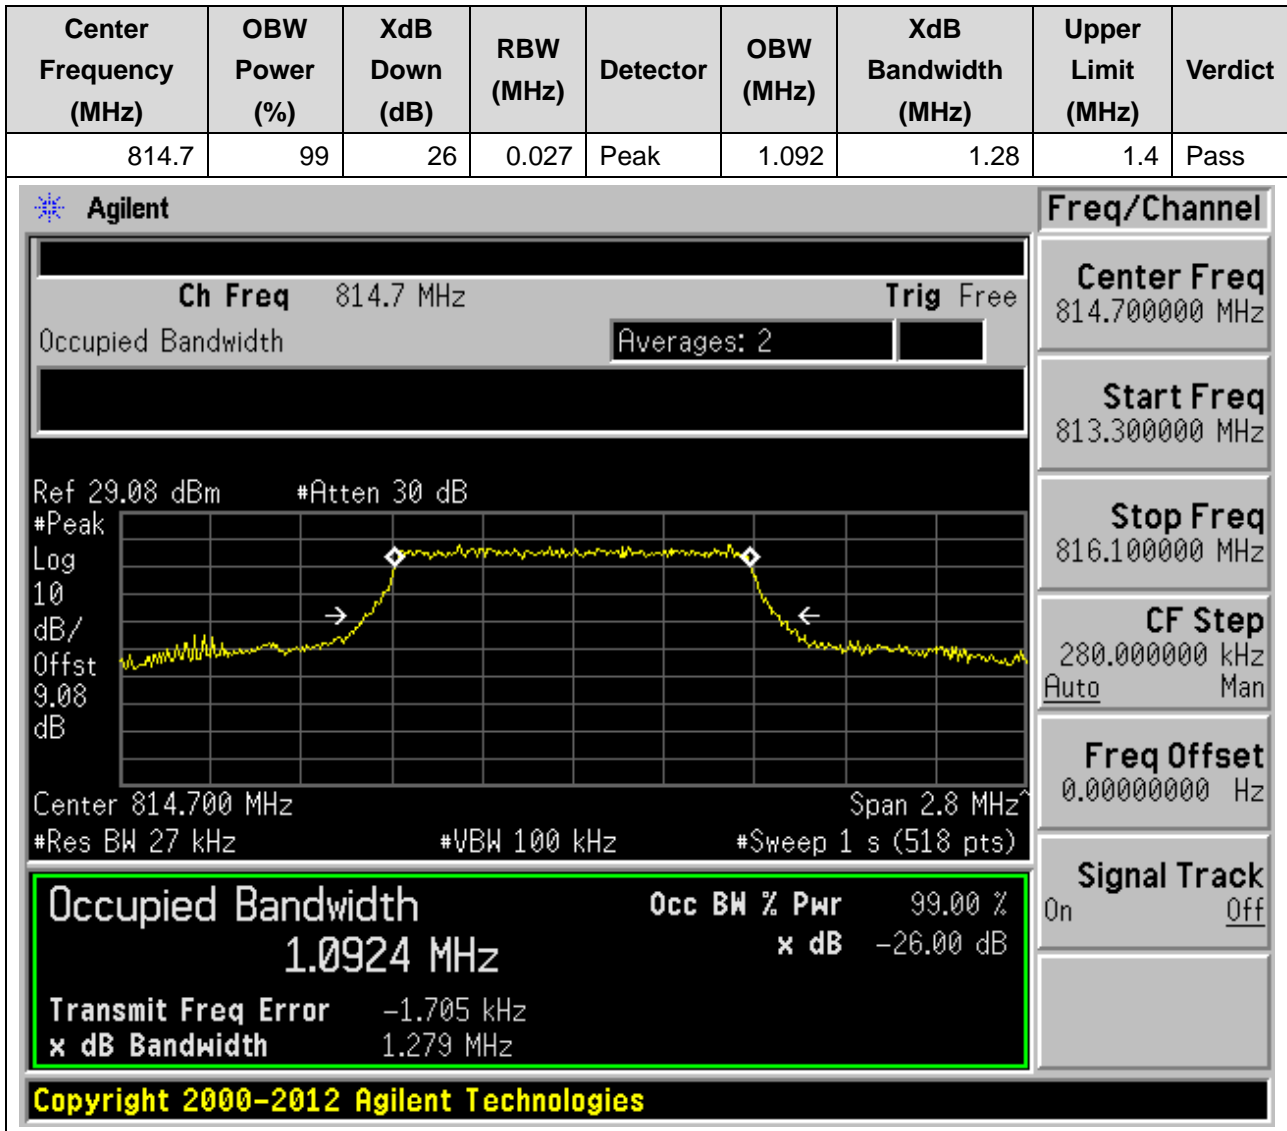 Center Frequency (MHz) OBW Power (%) XdB Down (dB) RBW (MHz) Detector OBW (MHz) XdB Bandwidth (MHz) Upper Limit (MHz) Verdict
814.7 99 26 0.027 Peak 1.092 1.28 1.4 Pass
Agilent
Ch Freq 814.7 MHz Trig Free
Occupied Bandwidth Averages: 2
Ref 29.08 dBm #Atten 30 dB
#Peak
Log
10
dB/
Offst
9.08
dB
Center 814.700 MHz Span 2.8 MHz^
#Res BW 27 kHz #VBW 100 kHz #Sweep 1 s (518 pts)
Occupied Bandwidth Occ BW % Pwr 99.00 %
1.0924 MHz x dB -26.00 dB
Transmit Freq Error -1.705 kHz
x dB Bandwidth 1.279 MHz
Freq/Channel
Center Freq
814.700000 MHz
Start Freq
813.300000 MHz
Stop Freq
816.100000 MHz
CF Step
280.000000 kHz
Auto Man
Freq Offset
0.00000000 Hz
Signal Track
On Off
Copyright 2000-2012 Agilent Technologies